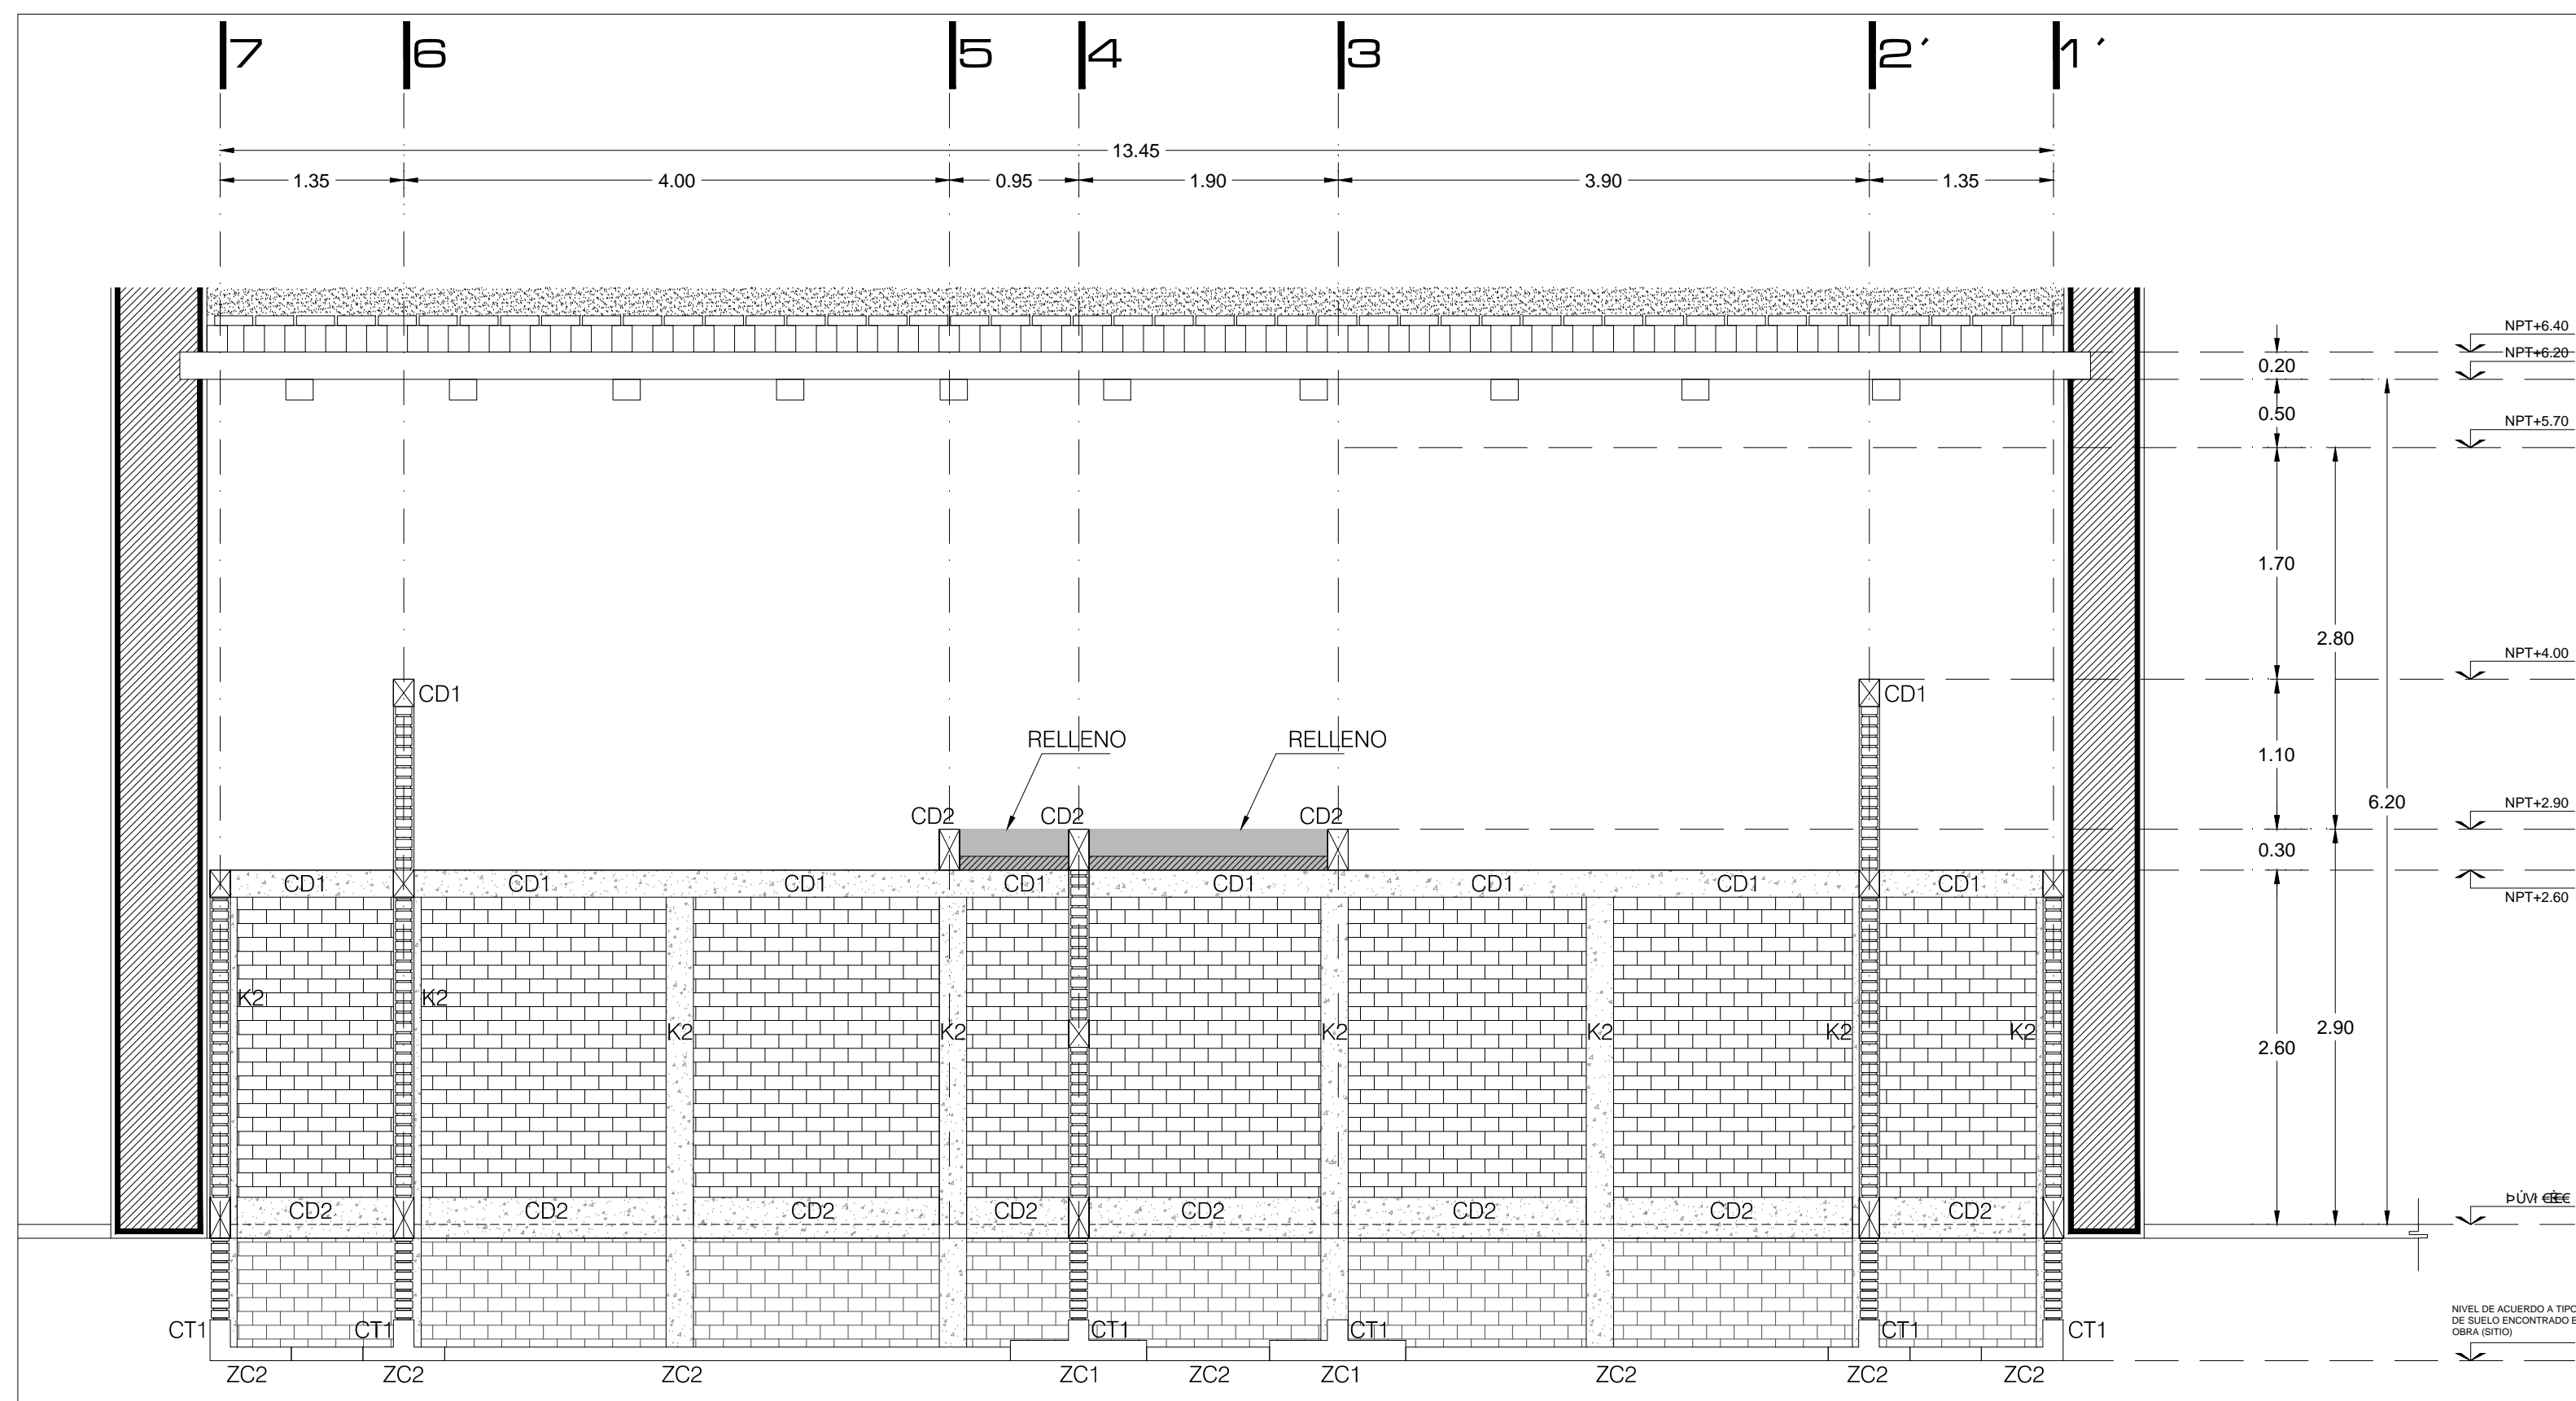 7 6 5 4 3 2´ 1´
13.45
1.35 4.00 0.95 1.90 3.90 1.35
NPT+6.40
NPT+6.20
0.20
0.50
NPT+5.70
1.70
2.80
NPT+4.00
CD1 CD1
RELLENO RELLENO
1.10
6.20
NPT+2.90
CD2 CD2 CD2
0.30
CD1 CD1 CD1 CD1 CD1 CD1 CD1 CD1
NPT+2.60
K2 K2
K2 K2 K2 K2 K2 K2
2.90
2.60
CD2 CD2 CD2 CD2 CD2 CD2 CD2 CD2
NIVEL DE ACUERDO A TIPO
DE SUELO ENCONTRADO E
OBRA (SITIO)
CT1 CT1 CT1 CT1 CT1 CT1
ZC2 ZC2 ZC2 ZC1 ZC2 ZC1 ZC2 ZC2 ZC2